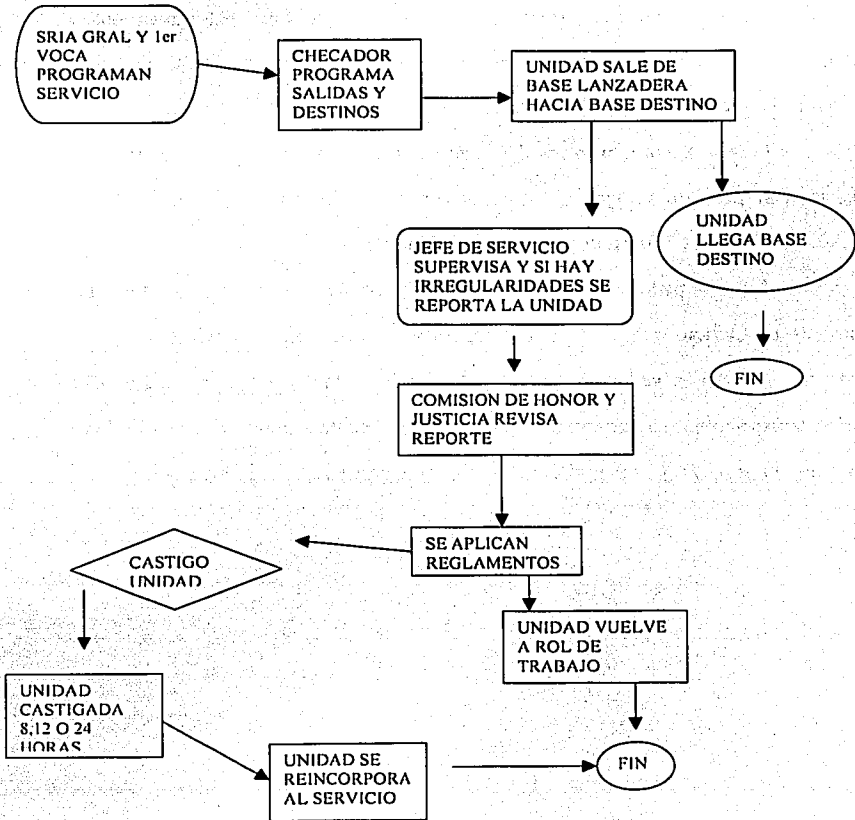 SRIA GRAL Y 1er
VOCA
PROGRAMAN
SERVICIO
CHECADOR
PROGRAMA
SALIDAS Y
DESTINOS
UNIDAD SALE DE
BASE LANZADERA
HACIA BASE DESTINO
JEFE DE SERVICIO
SUPERVISA Y SI HAY
IRREGULARIDADES SE
REPORTA LA UNIDAD
UNIDAD
LLEGA BASE
DESTINO
FIN
COMISION DE HONOR Y
JUSTICIA REVISA
REPORTE
SE APLICAN
REGLAMENTOS
CASTIGO
UNIDAD
UNIDAD VUELVE
A ROL DE
TRABAJO
UNIDAD
CASTIGADA
8,12 O 24
HORAS
UNIDAD SE
REINCORPORA
AL SERVICIO
FIN